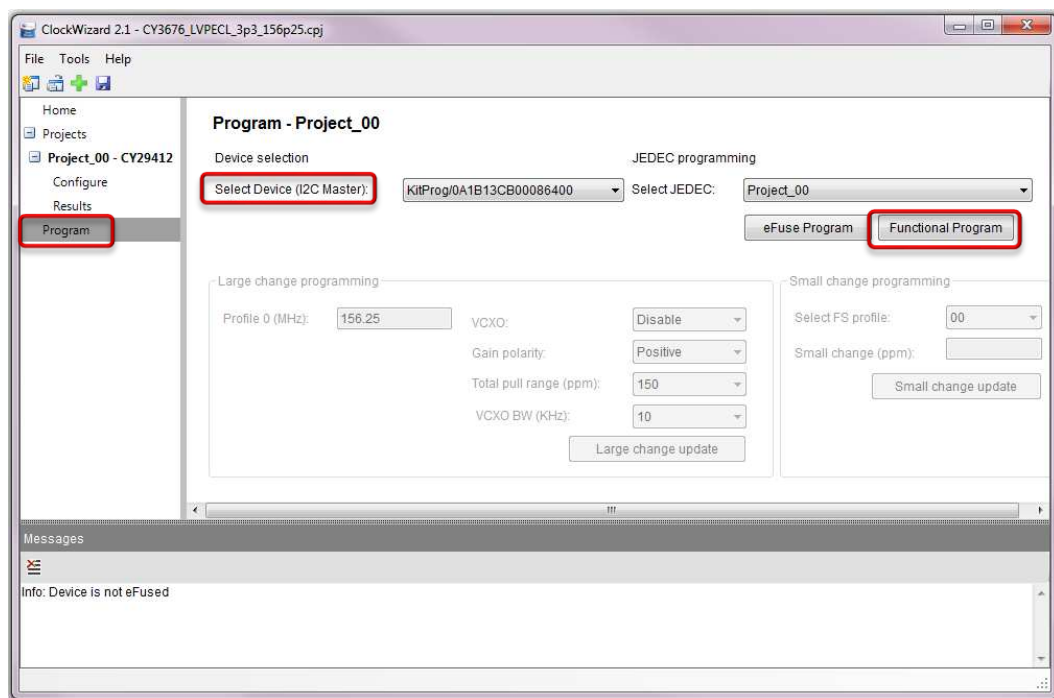 ClockWizard 2.1 - CY3676_LVPECL_3p3_156p25.cpj
File Tools Help
Home
Projects
Project_00 - CY29412
Configure
Results
Program
Program - Project_00
Device selection
JEDEC programming
Select Device (I2C Master):
KitProg/0A1B13CB00086400
Select JEDEC:
Project_00
eFuse Program
Functional Program
Large change programming
Profile 0 (MHz):
156.25
VCXO:
Disable
Gain polarity:
Positive
Total pull range (ppm):
150
VCXO BW (KHz):
10
Large change update
Small change programming
Select FS profile:
00
Small change (ppm):
Small change update
Messages
Info: Device is not eFused